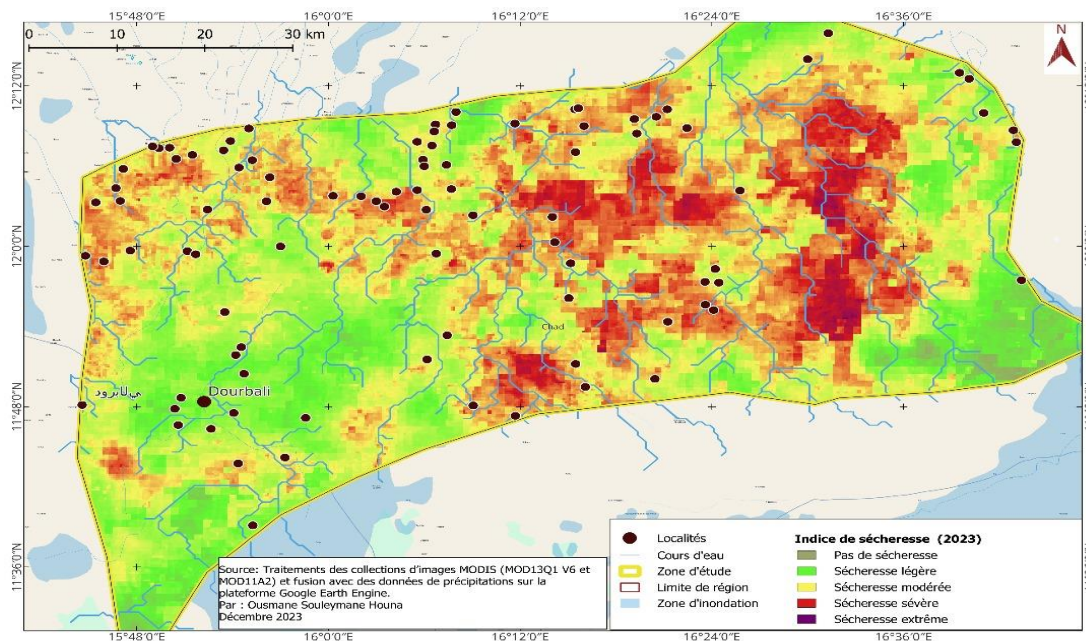 15°48'0"E 16°0'0"E 16°12'0"E 16°24'0"E 16°36'0"E
0 10 20 30 km
N
12°12'0"N
12°0'0"N
Chad
Dourbali
11°48'0"N
11°36'0"N
Localités
Cours d'eau
Zone d'étude
Limite de région
Zone d'inondation
Indice de sécheresse (2023)
Pas de sécheresse
Sécheresse légère
Sécheresse modérée
Sécheresse sévère
Sécheresse extrême
Source: Traitements des collections d'images MODIS (MOD13Q1 V6 et
MOD11A2) et fusion avec des données de précipitations sur la
plateforme Google Earth Engine.
Par : Ousmane Souleymane Houna
Décembre 2023
15°48'0"E 16°0'0"E 16°12'0"E 16°24'0"E 16°36'0"E